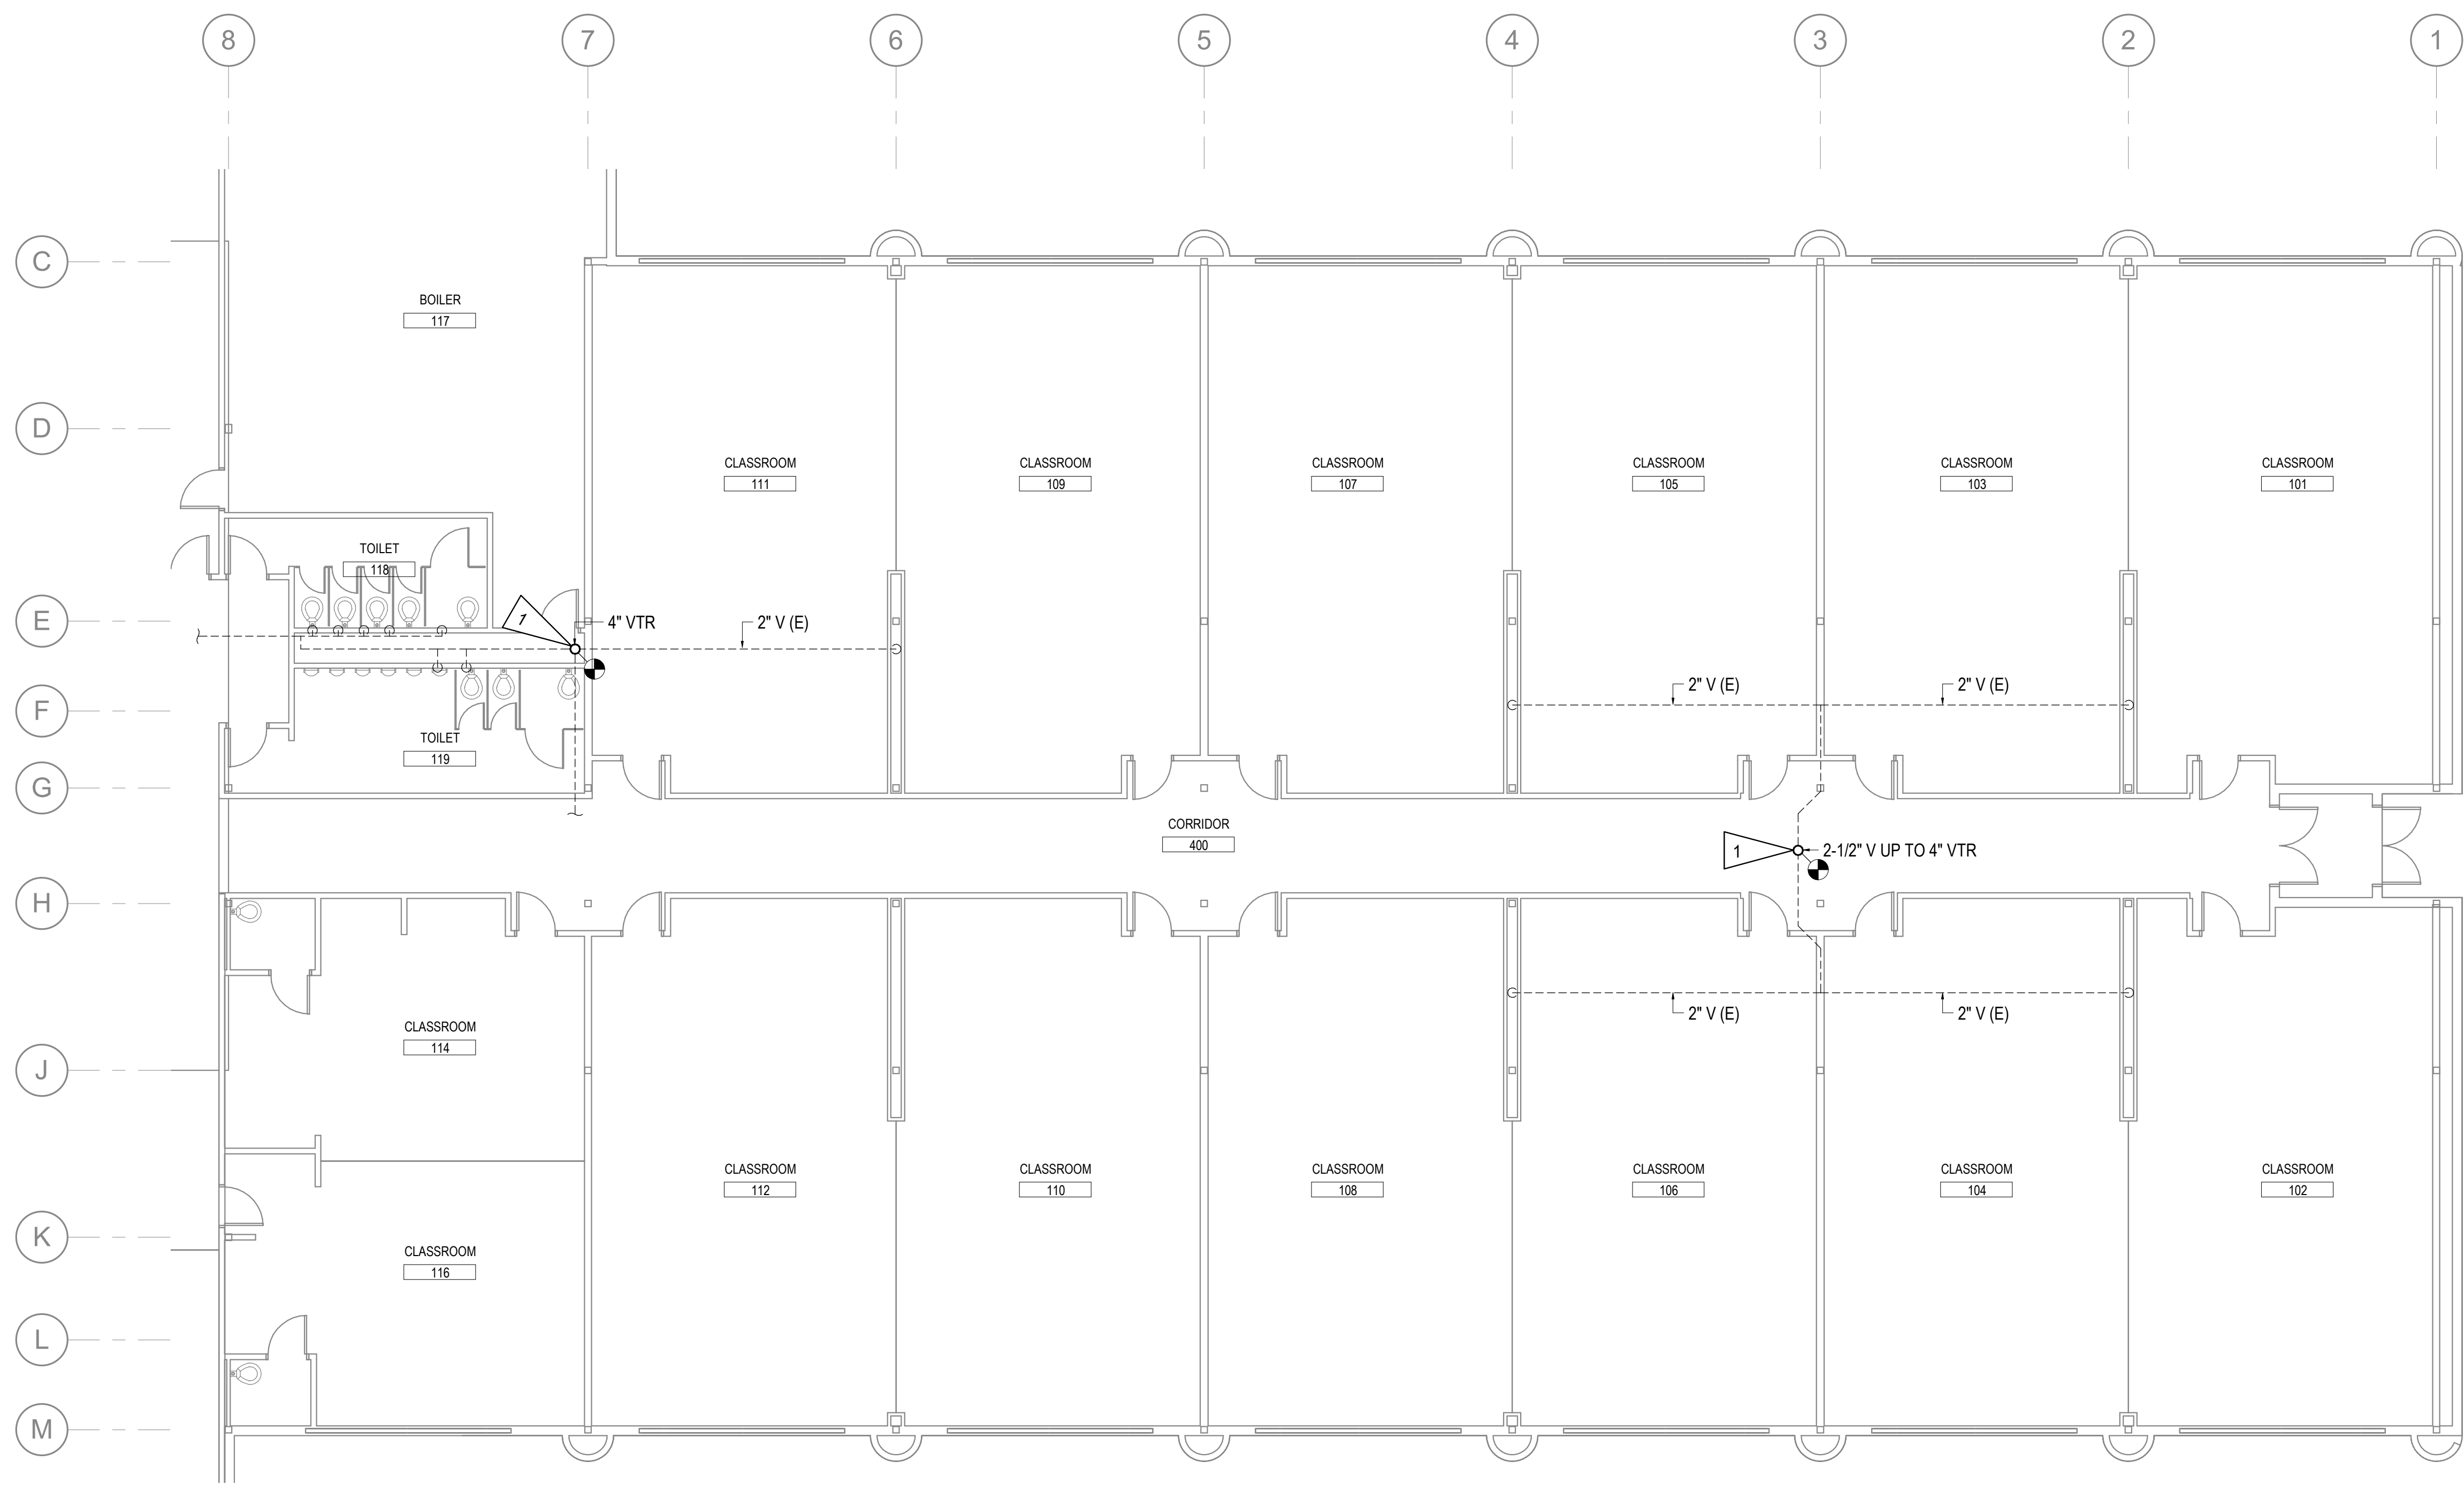 8 7 6 5 4 3 2 1
C
BOILER
117
D
CLASSROOM CLASSROOM CLASSROOM CLASSROOM CLASSROOM CLASSROOM
111 109 107 105 103 101
TOILET
118
E
1
4" VTR
2" V (E)
2" V (E) 2" V (E)
F
TOILET
119
G
CORRIDOR
400
1
2-1/2" V UP TO 4" VTR
H
2" V (E) 2" V (E)
CLASSROOM
114
J
CLASSROOM CLASSROOM CLASSROOM CLASSROOM CLASSROOM CLASSROOM
112 110 108 106 104 102
K
CLASSROOM
116
L
M